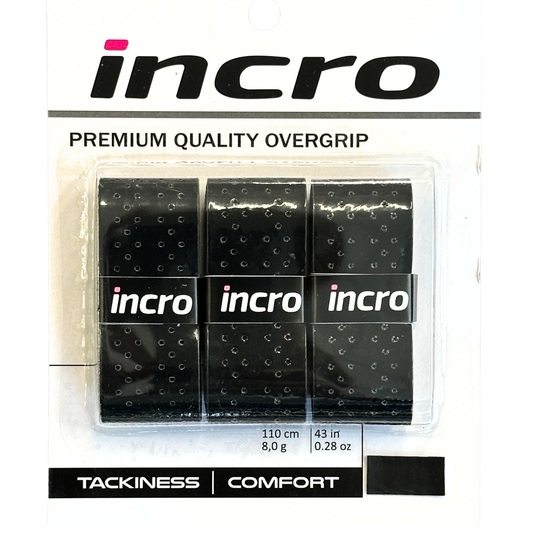 incro
PREMIUM QUALITY OVERGRIP
incro incro incro
110 cm | 43 in
8,0 g | 0.28 oz
TACKINESS | COMFORT